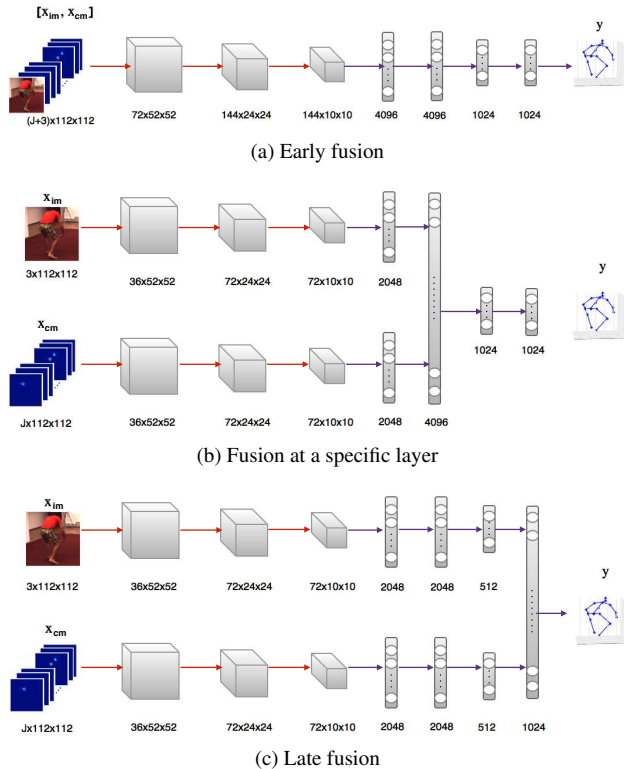 [x_im, x_cm]
y
(J+3)x112x112
72x52x52
144x24x24
144x10x10
4096
4096
1024
1024
(a) Early fusion
x_im
3x112x112
36x52x52
72x24x24
72x10x10
2048
y
1024
1024
x_cm
Jx112x112
36x52x52
72x24x24
72x10x10
2048
4096
(b) Fusion at a specific layer
x_im
3x112x112
36x52x52
72x24x24
72x10x10
2048
2048
512
y
x_cm
Jx112x112
36x52x52
72x24x24
72x10x10
2048
2048
512
1024
(c) Late fusion